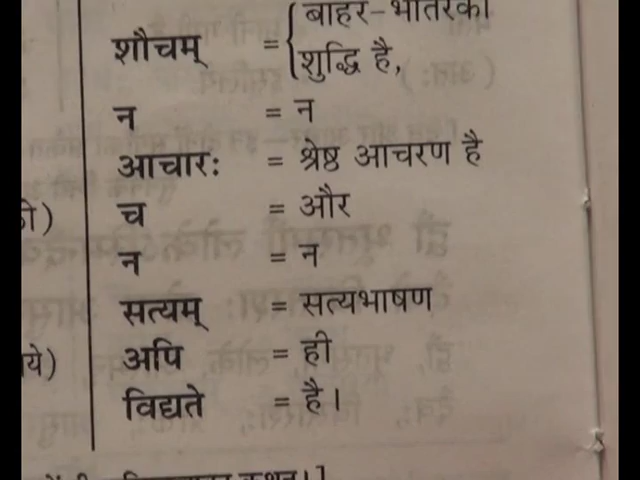 बाहर-भीतरकी
शौचम् = शुद्धि है,
न = न
आचारः = श्रेष्ठ आचरण है
च = और
न = न
सत्यम् = सत्यभाषण
अपि = ही
विद्यते = है।